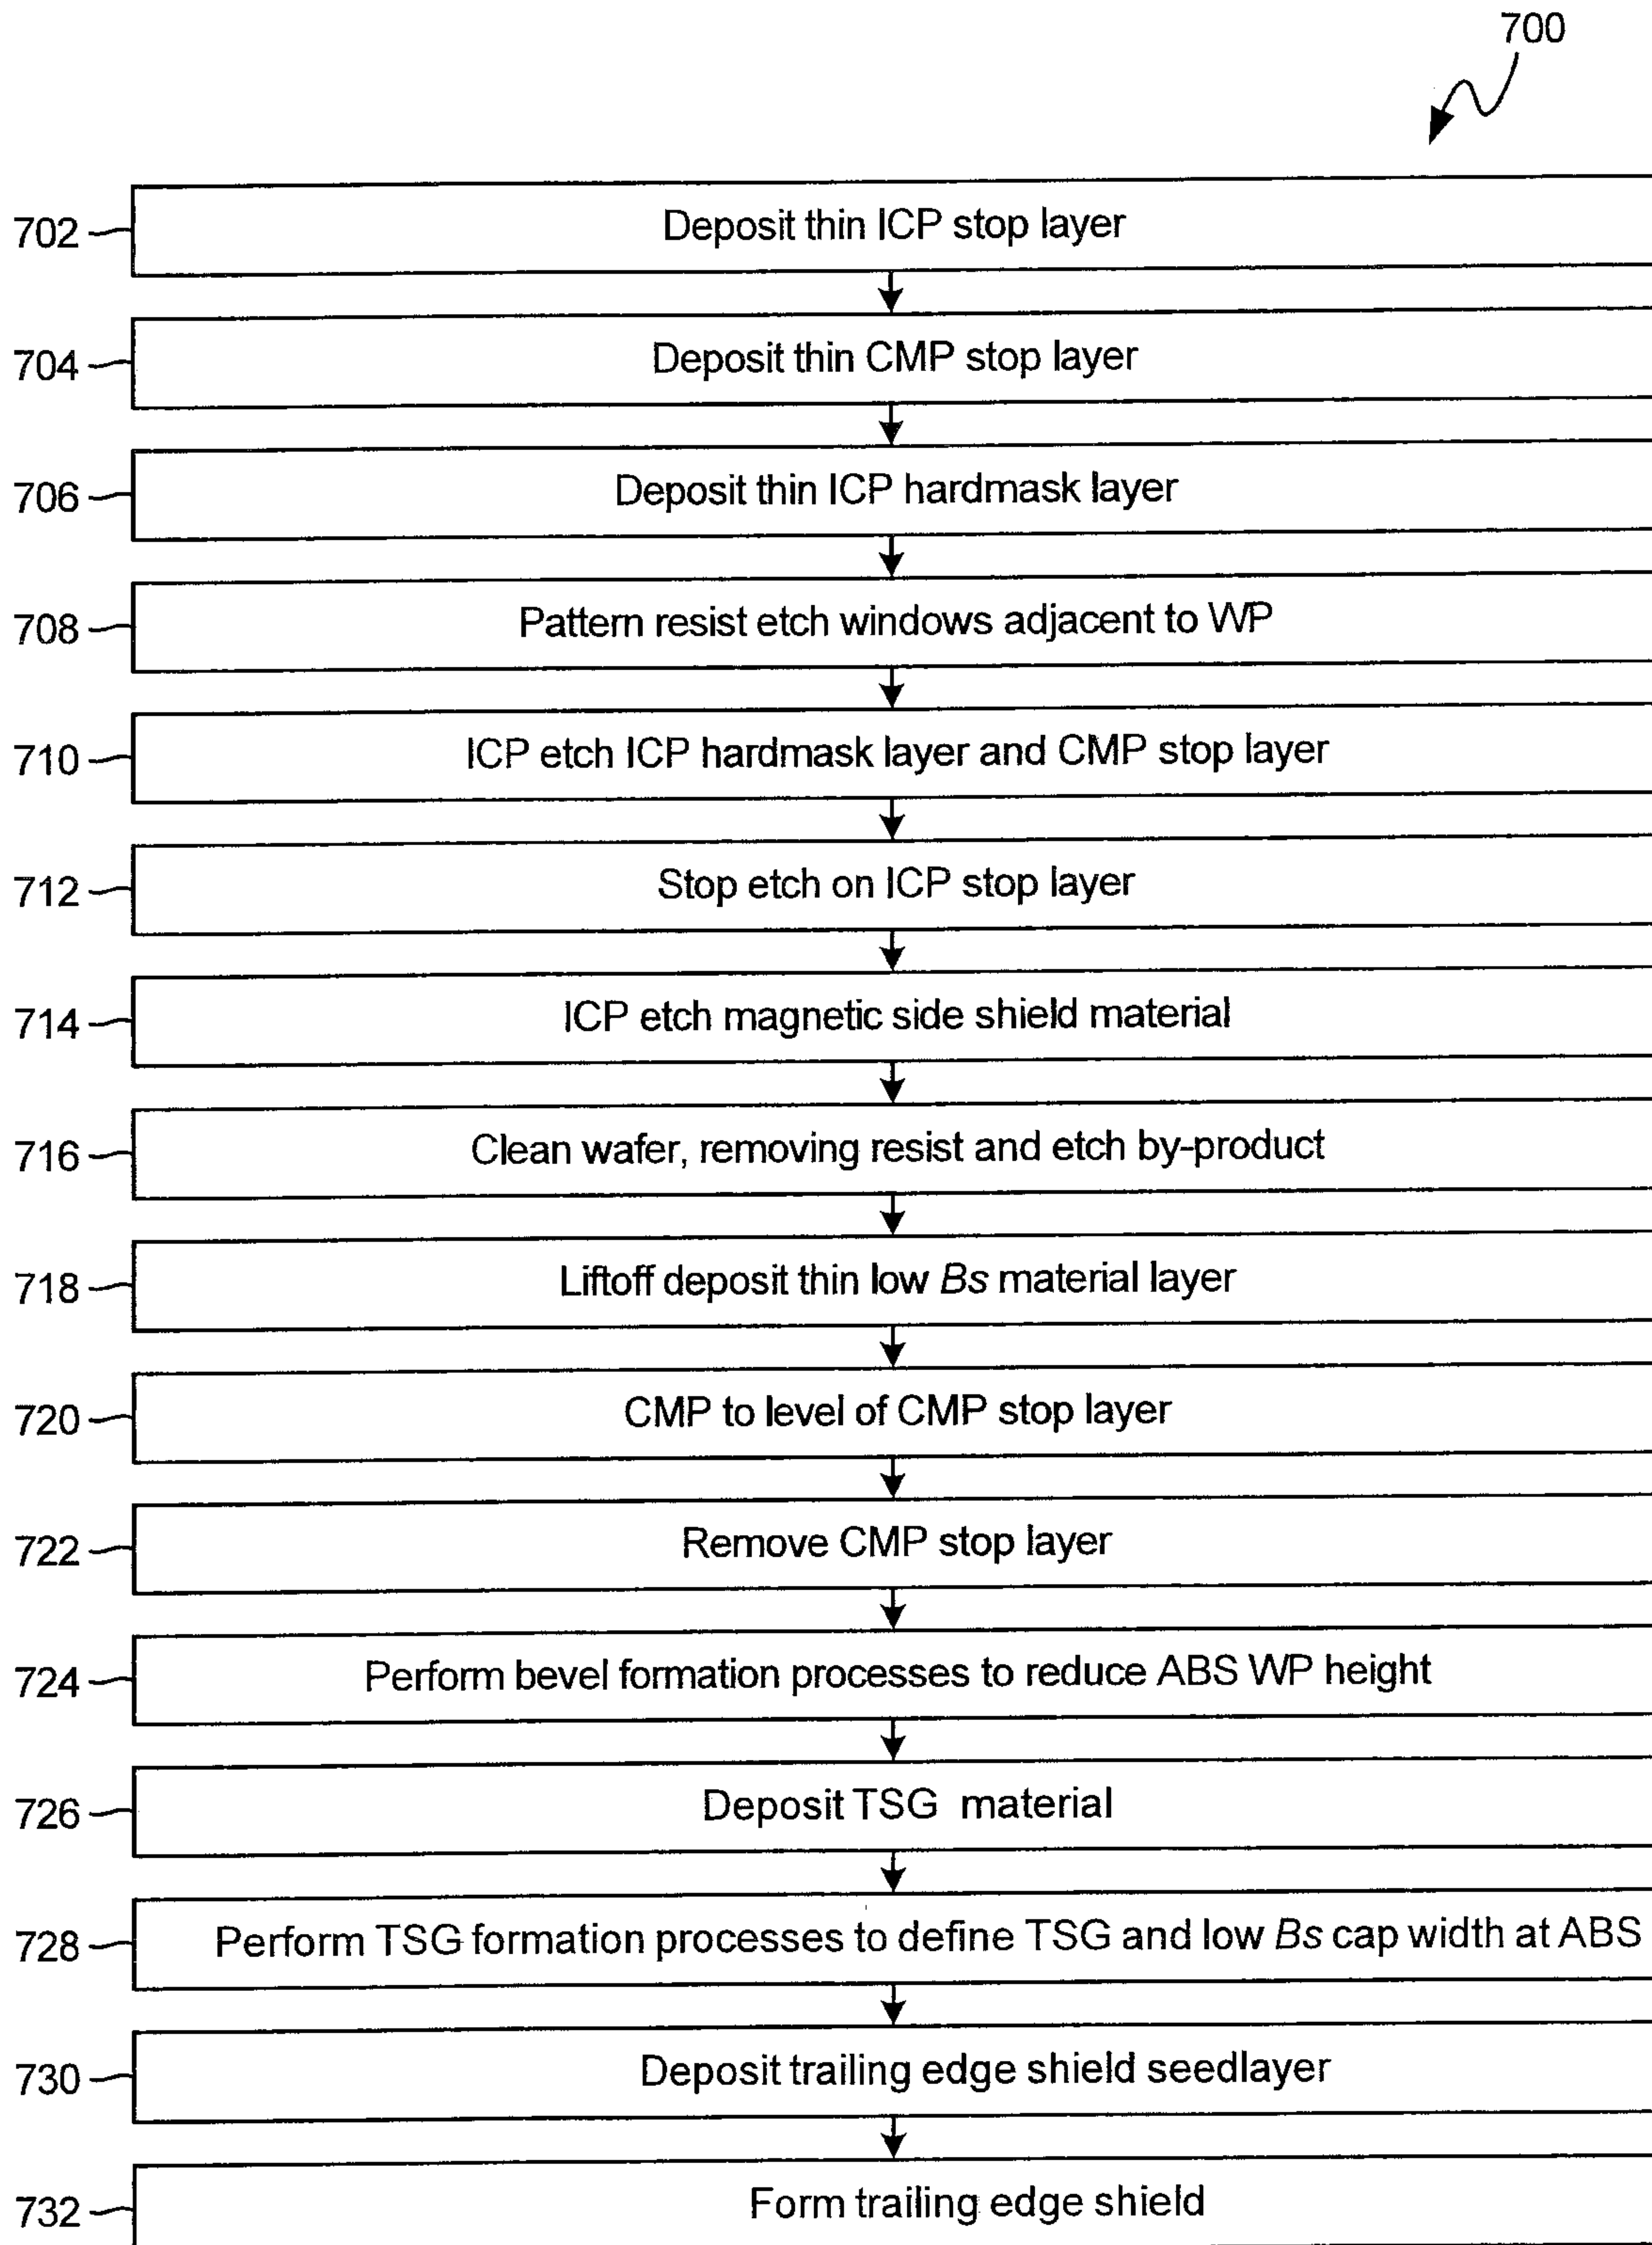 700
702 Deposit thin ICP stop layer
704 Deposit thin CMP stop layer
706 Deposit thin ICP hardmask layer
708 Pattern resist etch windows adjacent to WP
710 ICP etch ICP hardmask layer and CMP stop layer
712 Stop etch on ICP stop layer
714 ICP etch magnetic side shield material
716 Clean wafer, removing resist and etch by-product
718 Liftoff deposit thin low Bs material layer
720 CMP to level of CMP stop layer
722 Remove CMP stop layer
724 Perform bevel formation processes to reduce ABS WP height
726 Deposit TSG material
728 Perform TSG formation processes to define TSG and low Bs cap width at ABS
730 Deposit trailing edge shield seedlayer
732 Form trailing edge shield